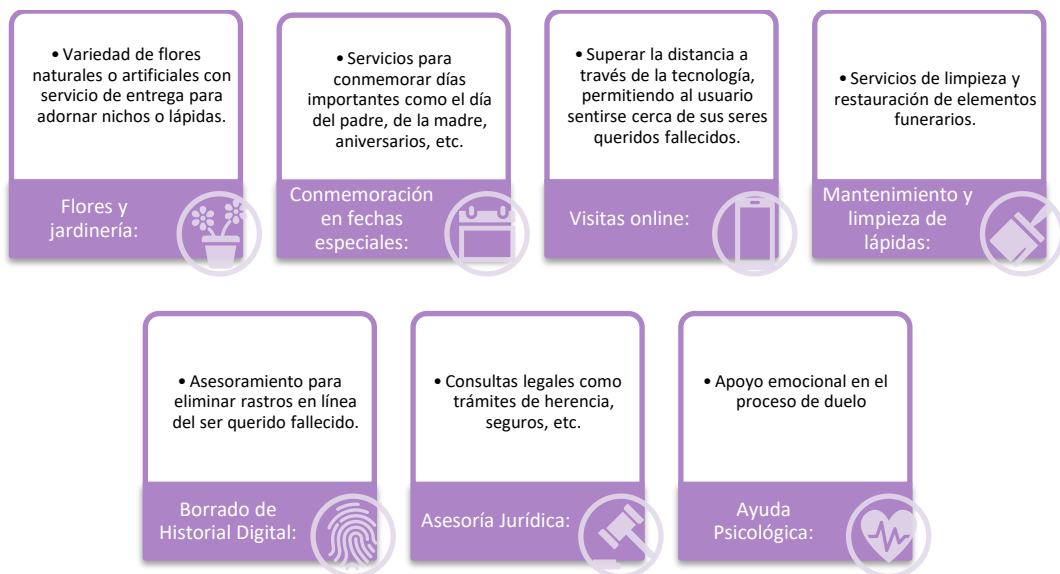 • Variedad de flores
naturales o artificiales con
servicio de entrega para
adornar nichos o lápidas.
Flores y
jardinería:
• Servicios para
conmemorar días
importantes como el día
del padre, de la madre,
aniversarios, etc.
Conmemoración
en fechas
especiales:
• Superar la distancia a
través de la tecnología,
permitiendo al usuario
sentirse cerca de sus seres
queridos fallecidos.
Visitas online:
• Servicios de limpieza y
restauración de elementos
funerarios.
Mantenimiento y
limpieza de
lápidas:
• Asesoramiento para
eliminar rastros en línea
del ser querido fallecido.
Borrado de
Historial Digital:
• Consultas legales como
trámites de herencia,
seguros, etc.
Asesoría Jurídica:
• Apoyo emocional en el
proceso de duelo
Ayuda
Psicológica: